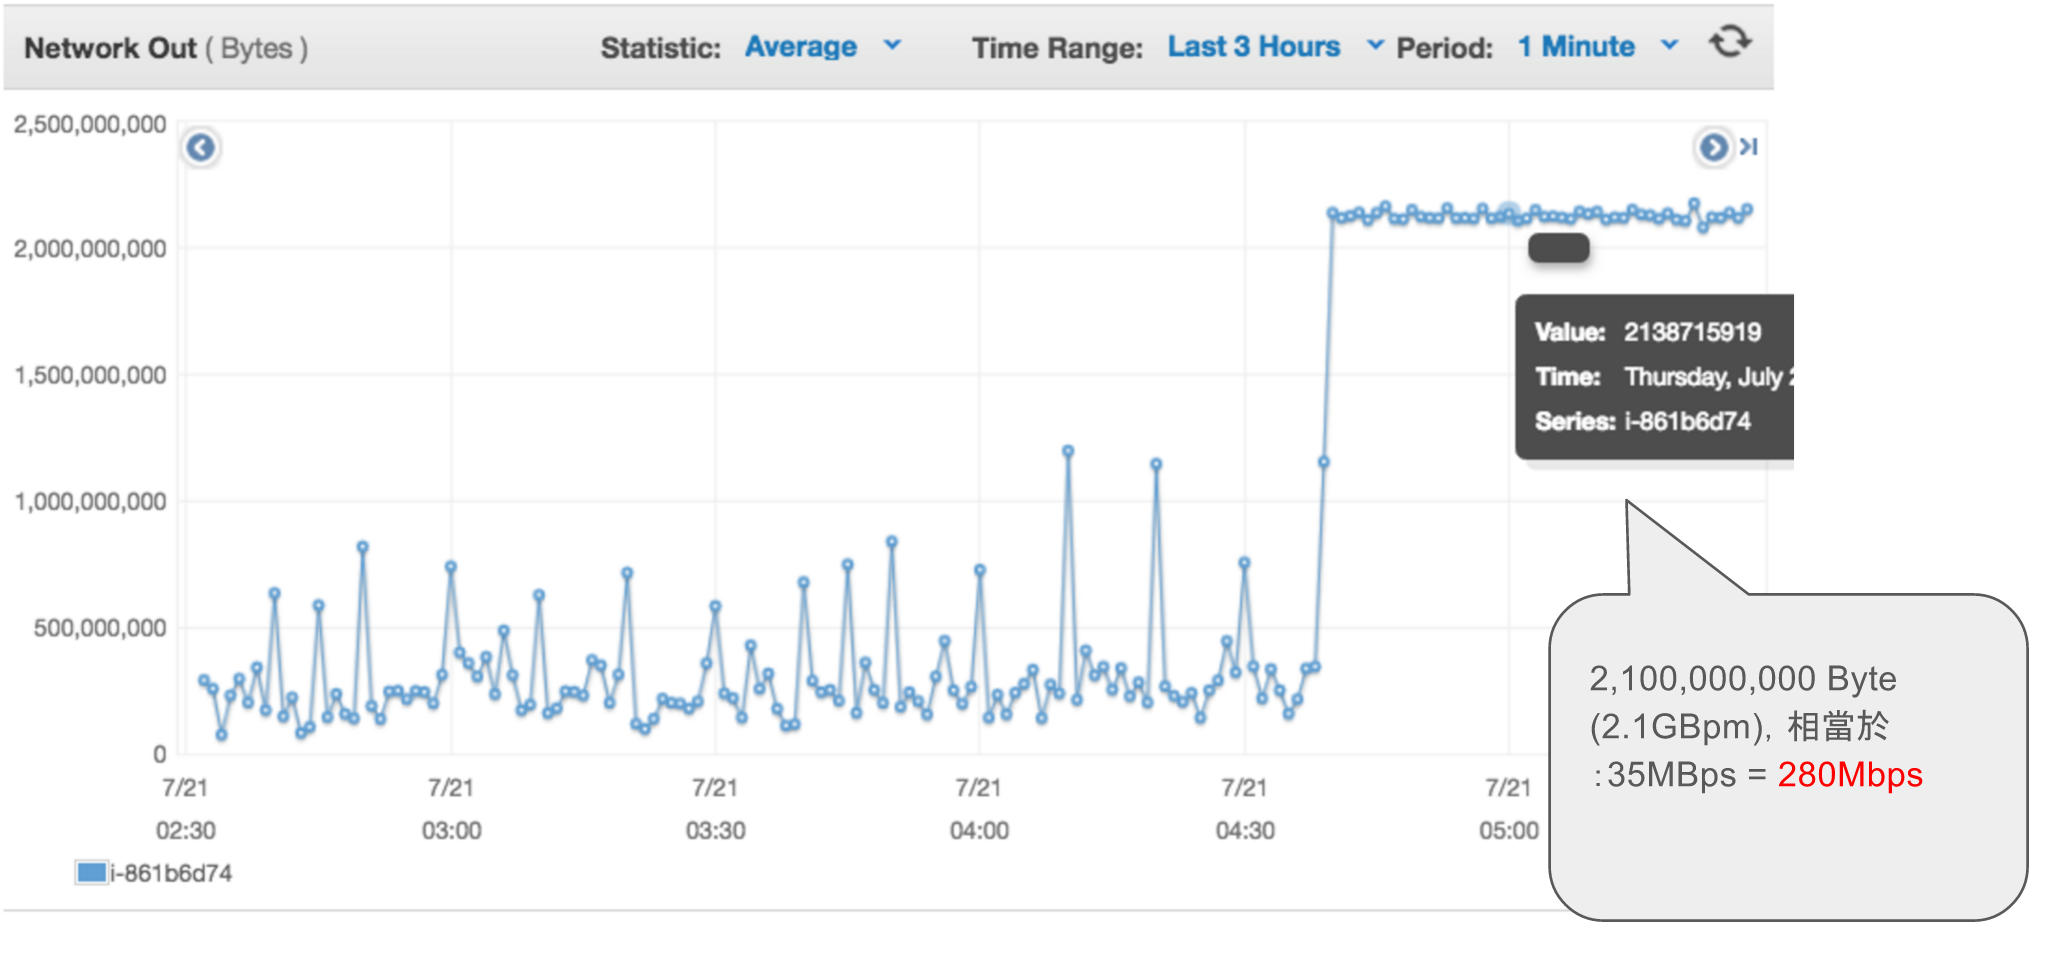 Network Out ( Bytes ) Statistic: Average Time Range: Last 3 Hours Period: 1 Minute
2,500,000,000
2,000,000,000
1,500,000,000
1,000,000,000
500,000,000
0
Value: 2138715919
Time: Thursday, July
Series: i-861b6d74
2,100,000,000 Byte
(2.1GBpm), 相當於
:35MBps = 280Mbps
7/21 7/21 7/21 7/21 7/21 7/21
02:30 03:00 03:30 04:00 04:30 05:00
i-861b6d74